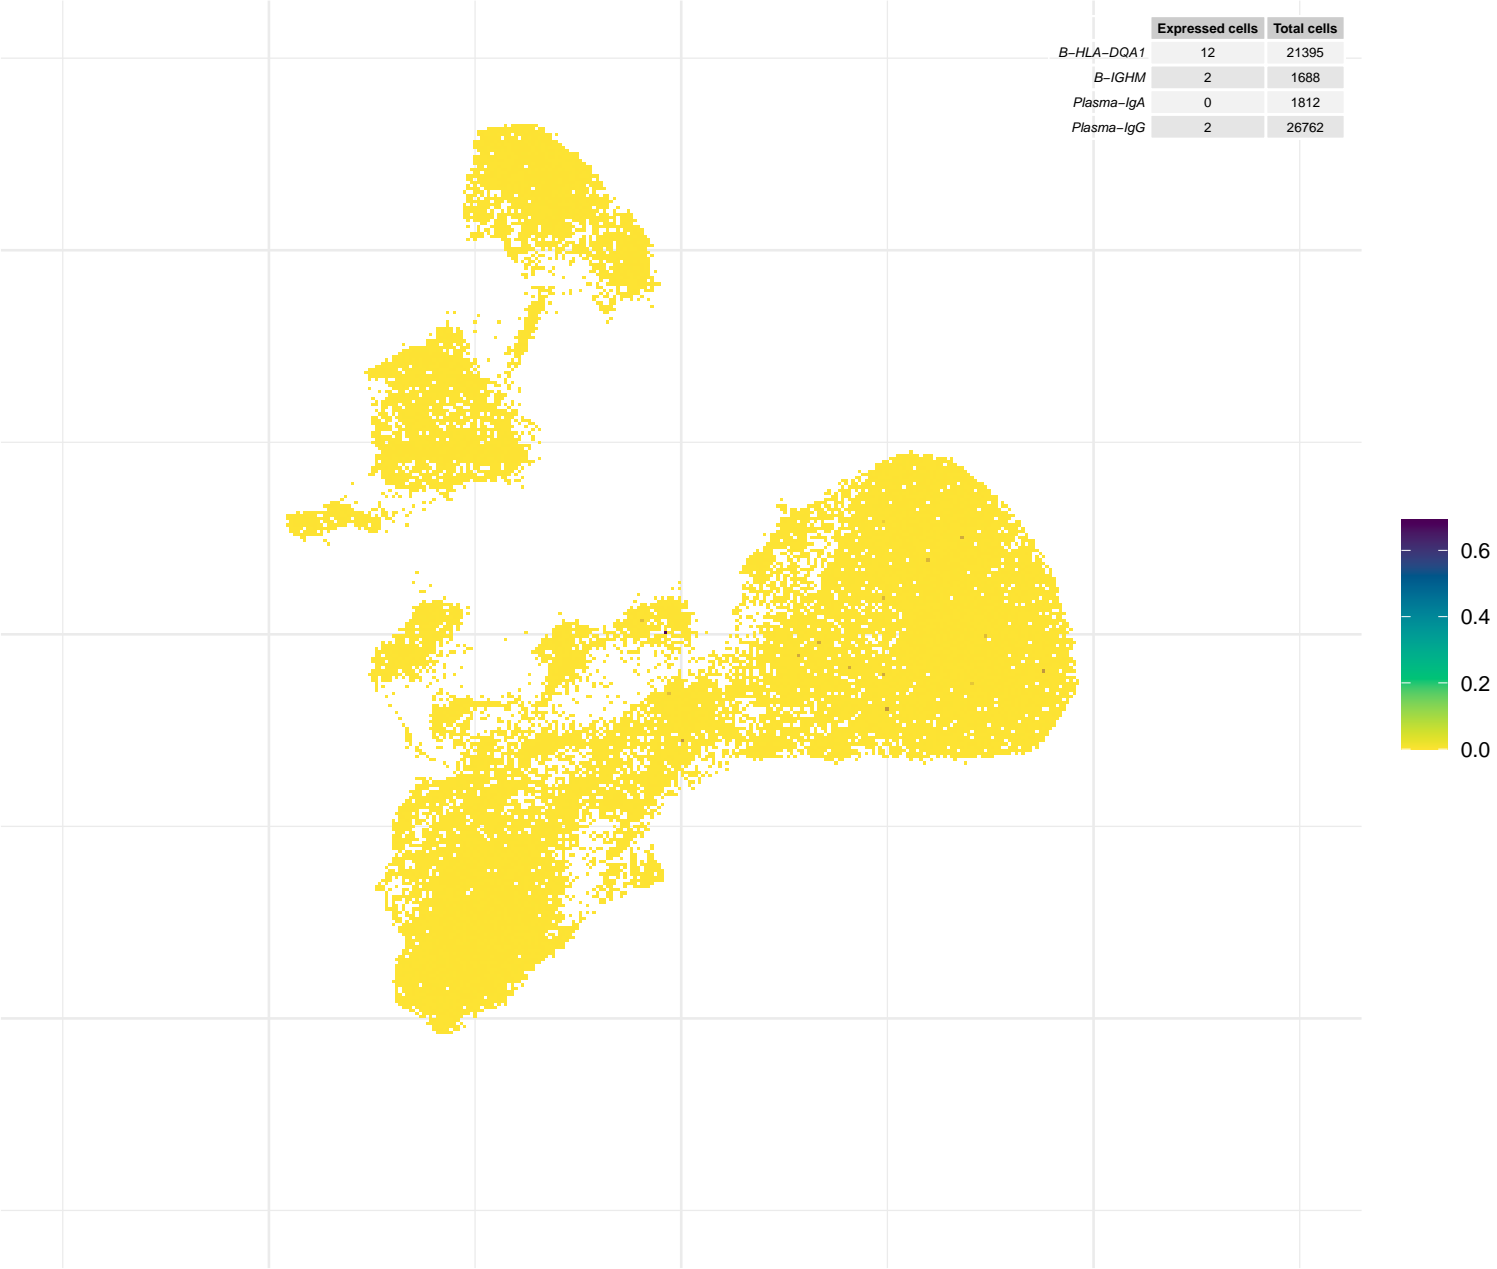 Expressed cells Total cells
B−HLA−DQA1 12 21395
B−IGHM 2 1688
Plasma−IgA 0 1812
Plasma−IgG 2 26762
0.6
0.4
0.2
0.0